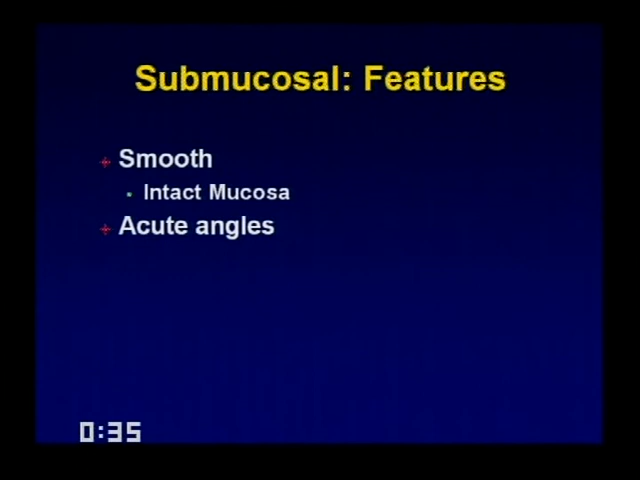 Submucosal: Features
Smooth
Intact Mucosa
Acute angles
0:35